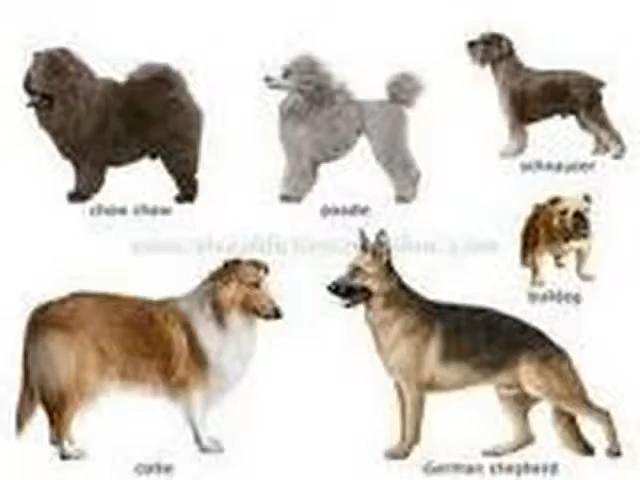 chow chow
poodle
schnauzer
bulldog
collie
German shepherd